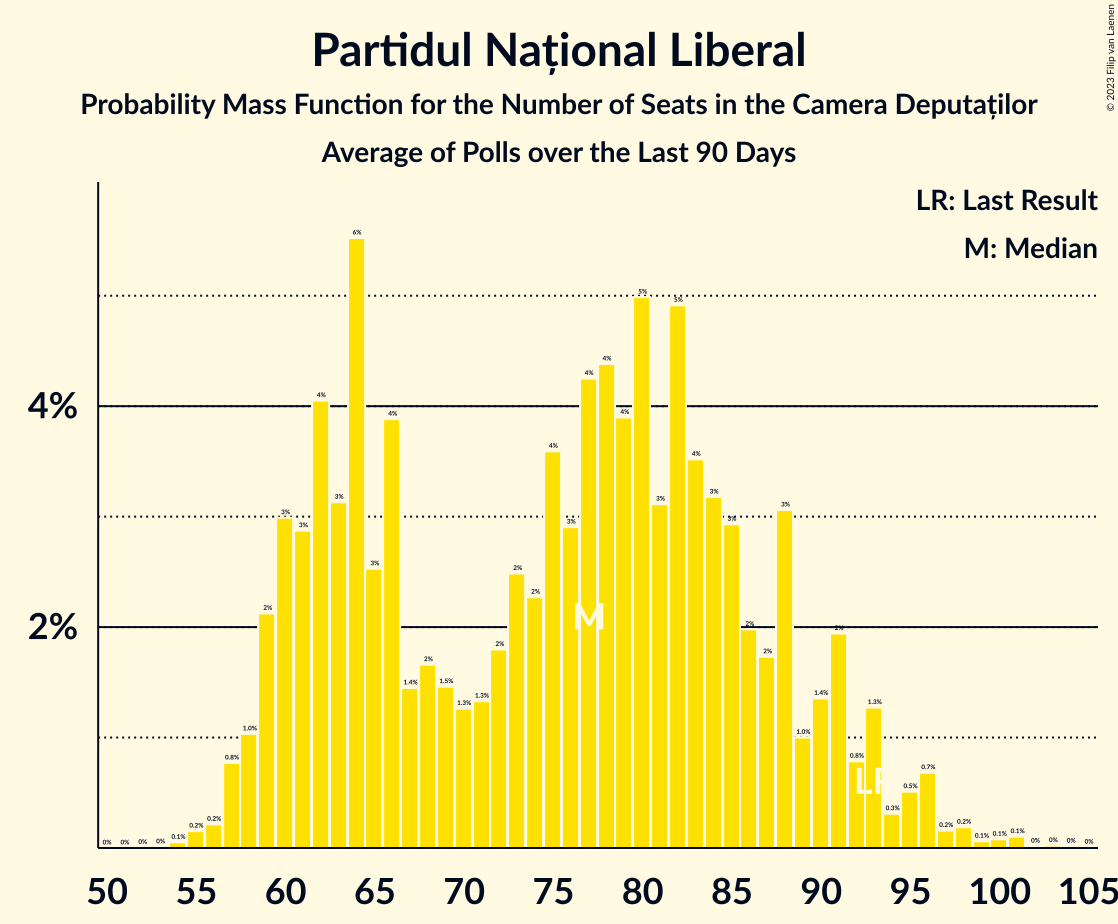 Partidul Național Liberal
Probability Mass Function for the Number of Seats in the Camera Deputaților
Average of Polls over the Last 90 Days
© 2023 Filip van Laenen
LR: Last Result
M: Median
4%
2%
0% 0% 0% 0% 0.1% 0.2% 0.2% 0.8% 1.0% 2% 3% 3% 4% 3% 6% 3% 4% 1.4% 2% 1.5% 1.3% 1.3% 2% 2% 2% 4% 3% 4% 4% 4% 5% 3% 5% 4% 3% 3% 2% 2% 3% 1.0% 1.4% 2% 0.8% 1.3% 0.3% 0.5% 0.7% 0.2% 0.2% 0.1% 0.1% 0.1% 0% 0% 0% 0%
M
LR
50 55 60 65 70 75 80 85 90 95 100 105